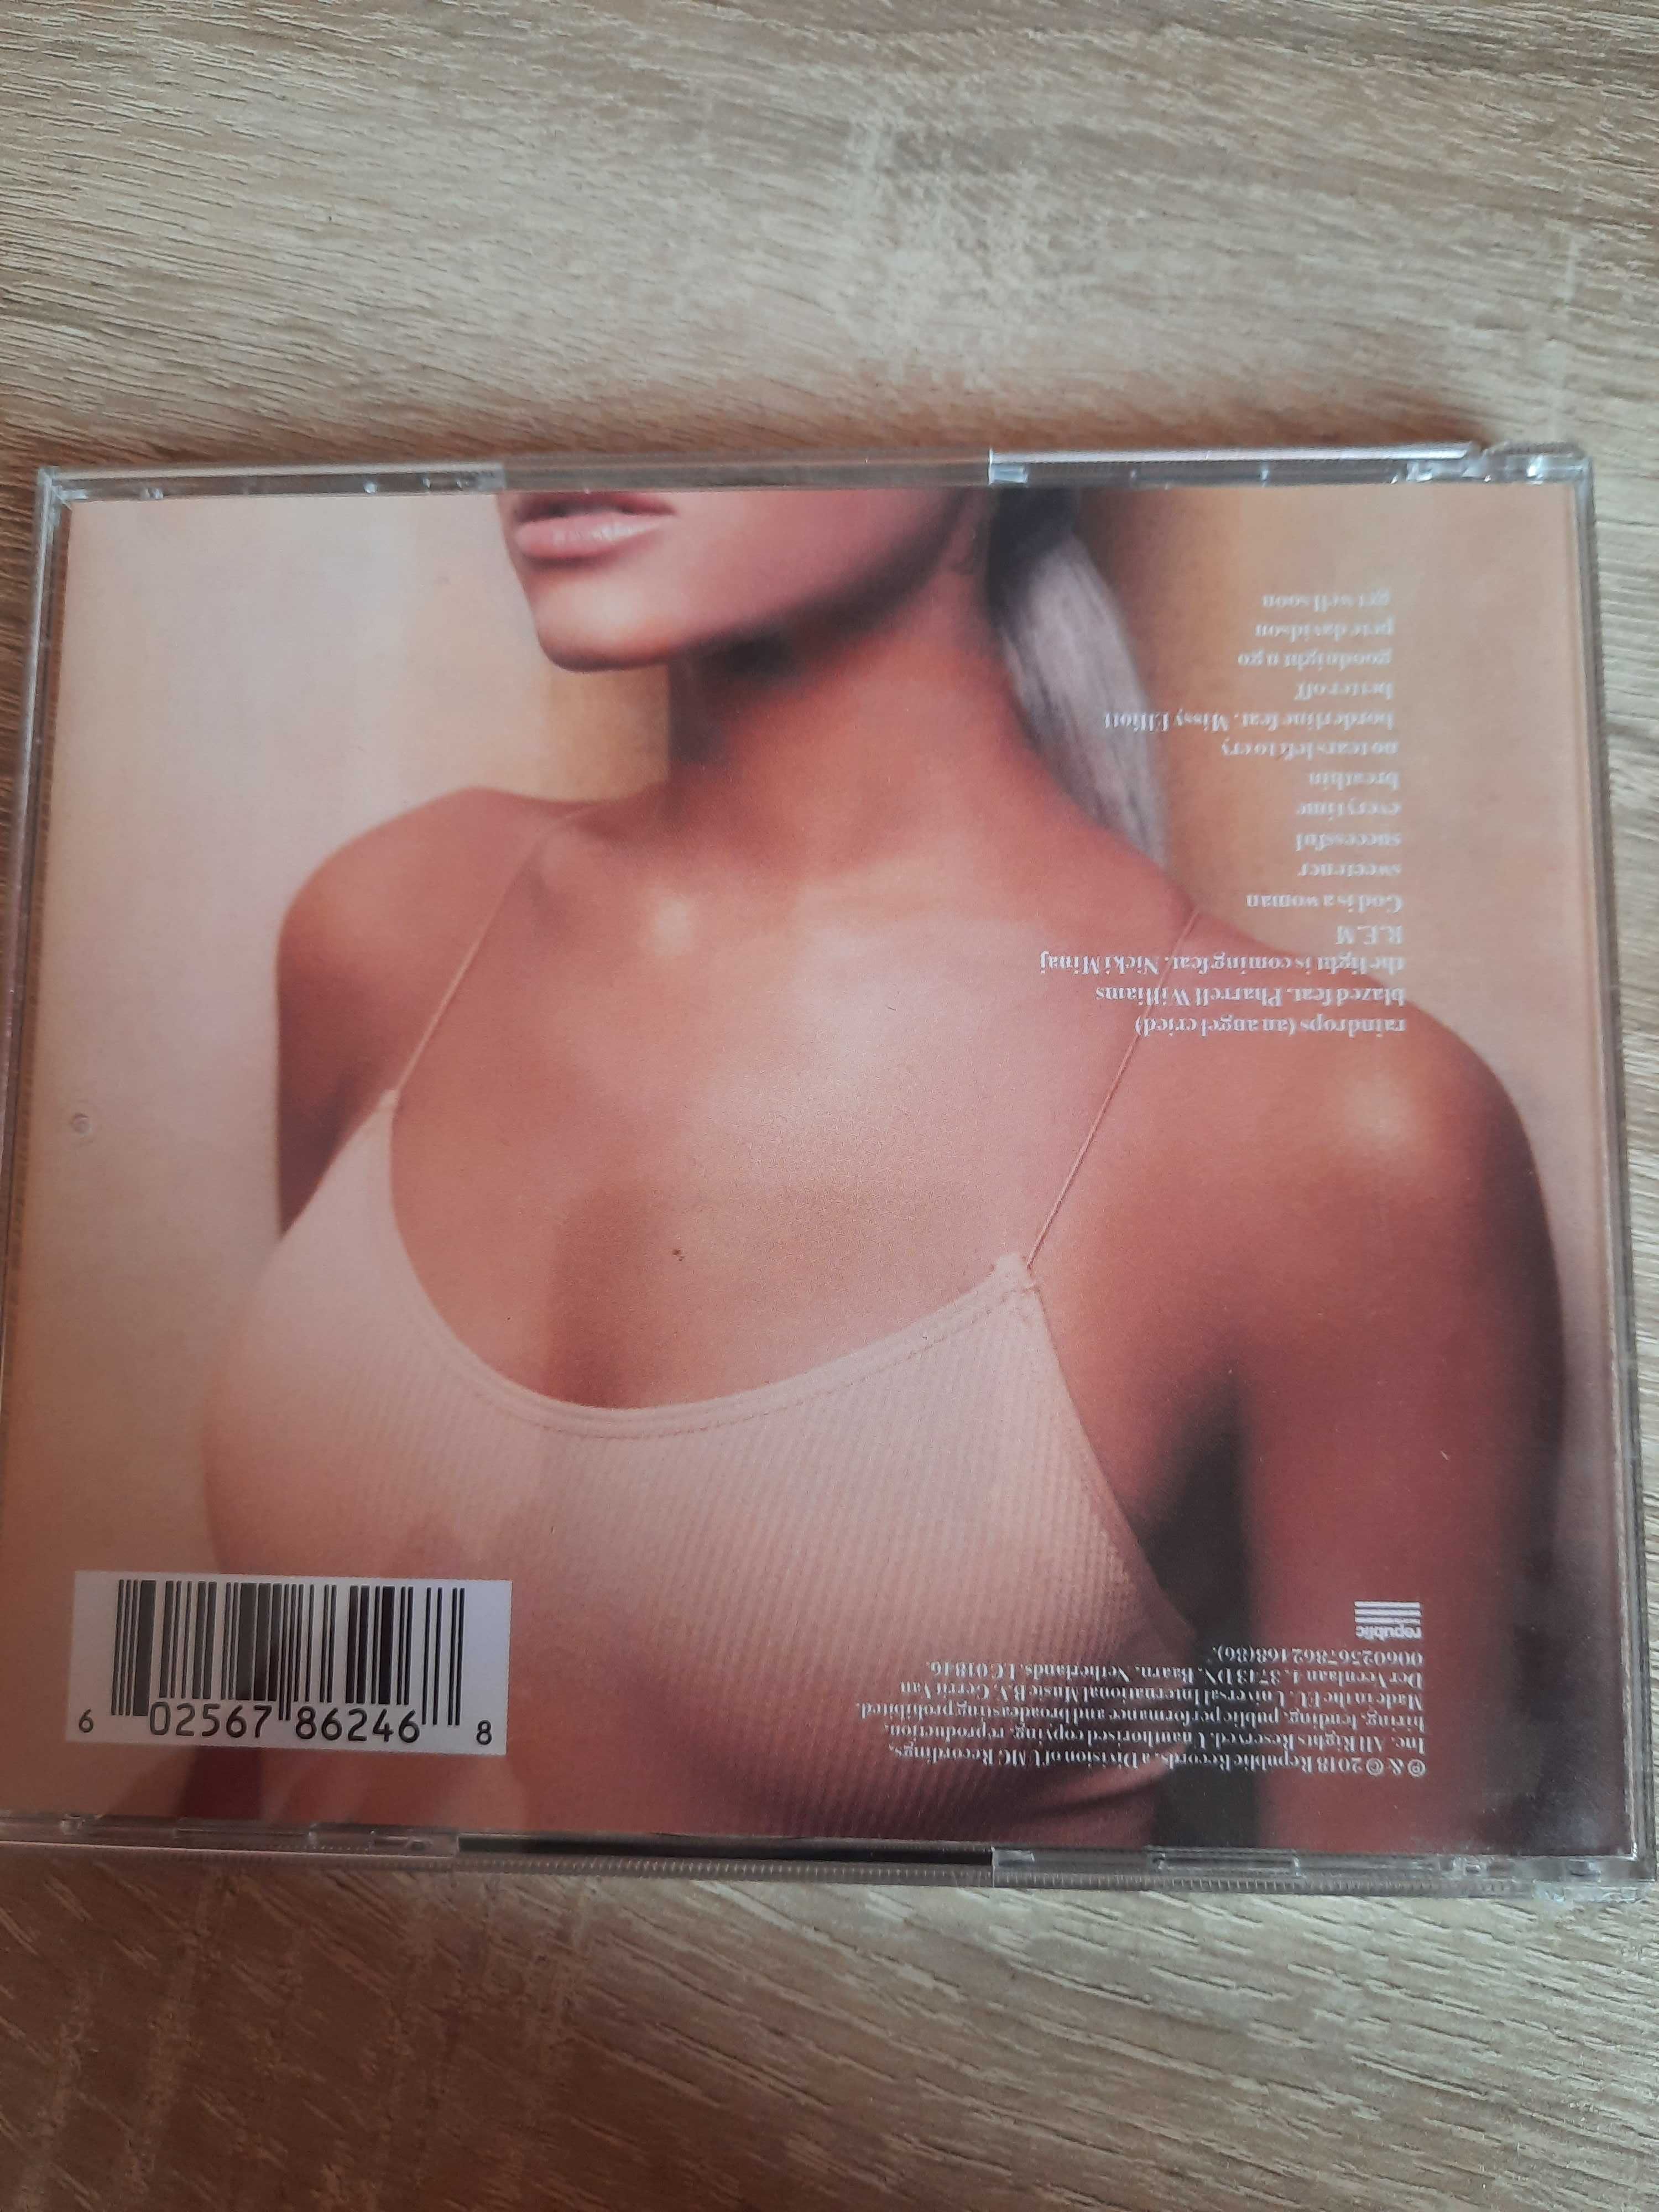 raindrops (an angel cried)
blazed feat. Pharrell Williams
the light is coming feat. Nicki Minaj
R.E.M
God is a woman
sweetener
successful
everytime
breathin
no tears left to cry
borderline feat. Missy Elliott
better off
goodnight n go
pete davidson
get well soon
℗ & © 2018 Republic Records, a Division of UMG Recordings,
Inc. All Rights Reserved. Unauthorised copying, reproduction,
hiring, lending, public performance and broadcasting prohibited.
Made in the EU. Universal International Music B.V. Gerrit Van
Der Veenlaan 4, 3743 DN, Baarn, Netherlands. LC01846.
00602567862468(86).
republic
6 02567 86246 8